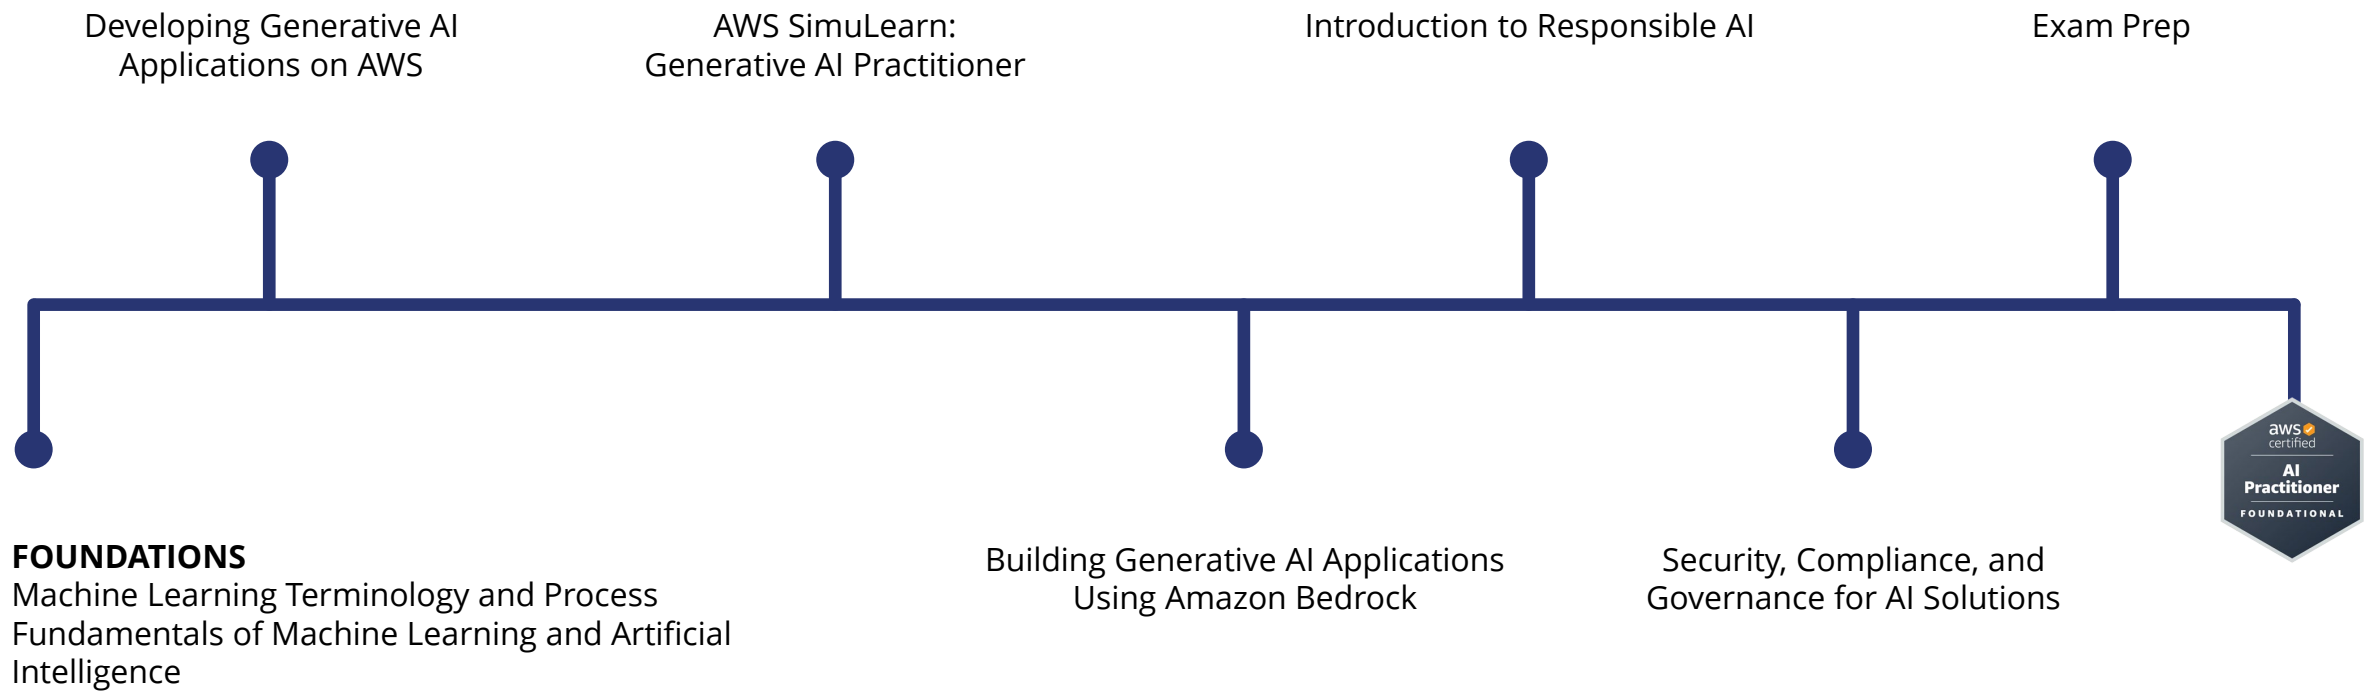 Developing Generative AI
Applications on AWS
AWS SimuLearn:
Generative AI Practitioner
Introduction to Responsible AI
Exam Prep
FOUNDATIONS
Machine Learning Terminology and Process
Fundamentals of Machine Learning and Artificial
Intelligence
Building Generative AI Applications
Using Amazon Bedrock
Security, Compliance, and
Governance for AI Solutions
aws
certified
AI
Practitioner
FOUNDATIONAL